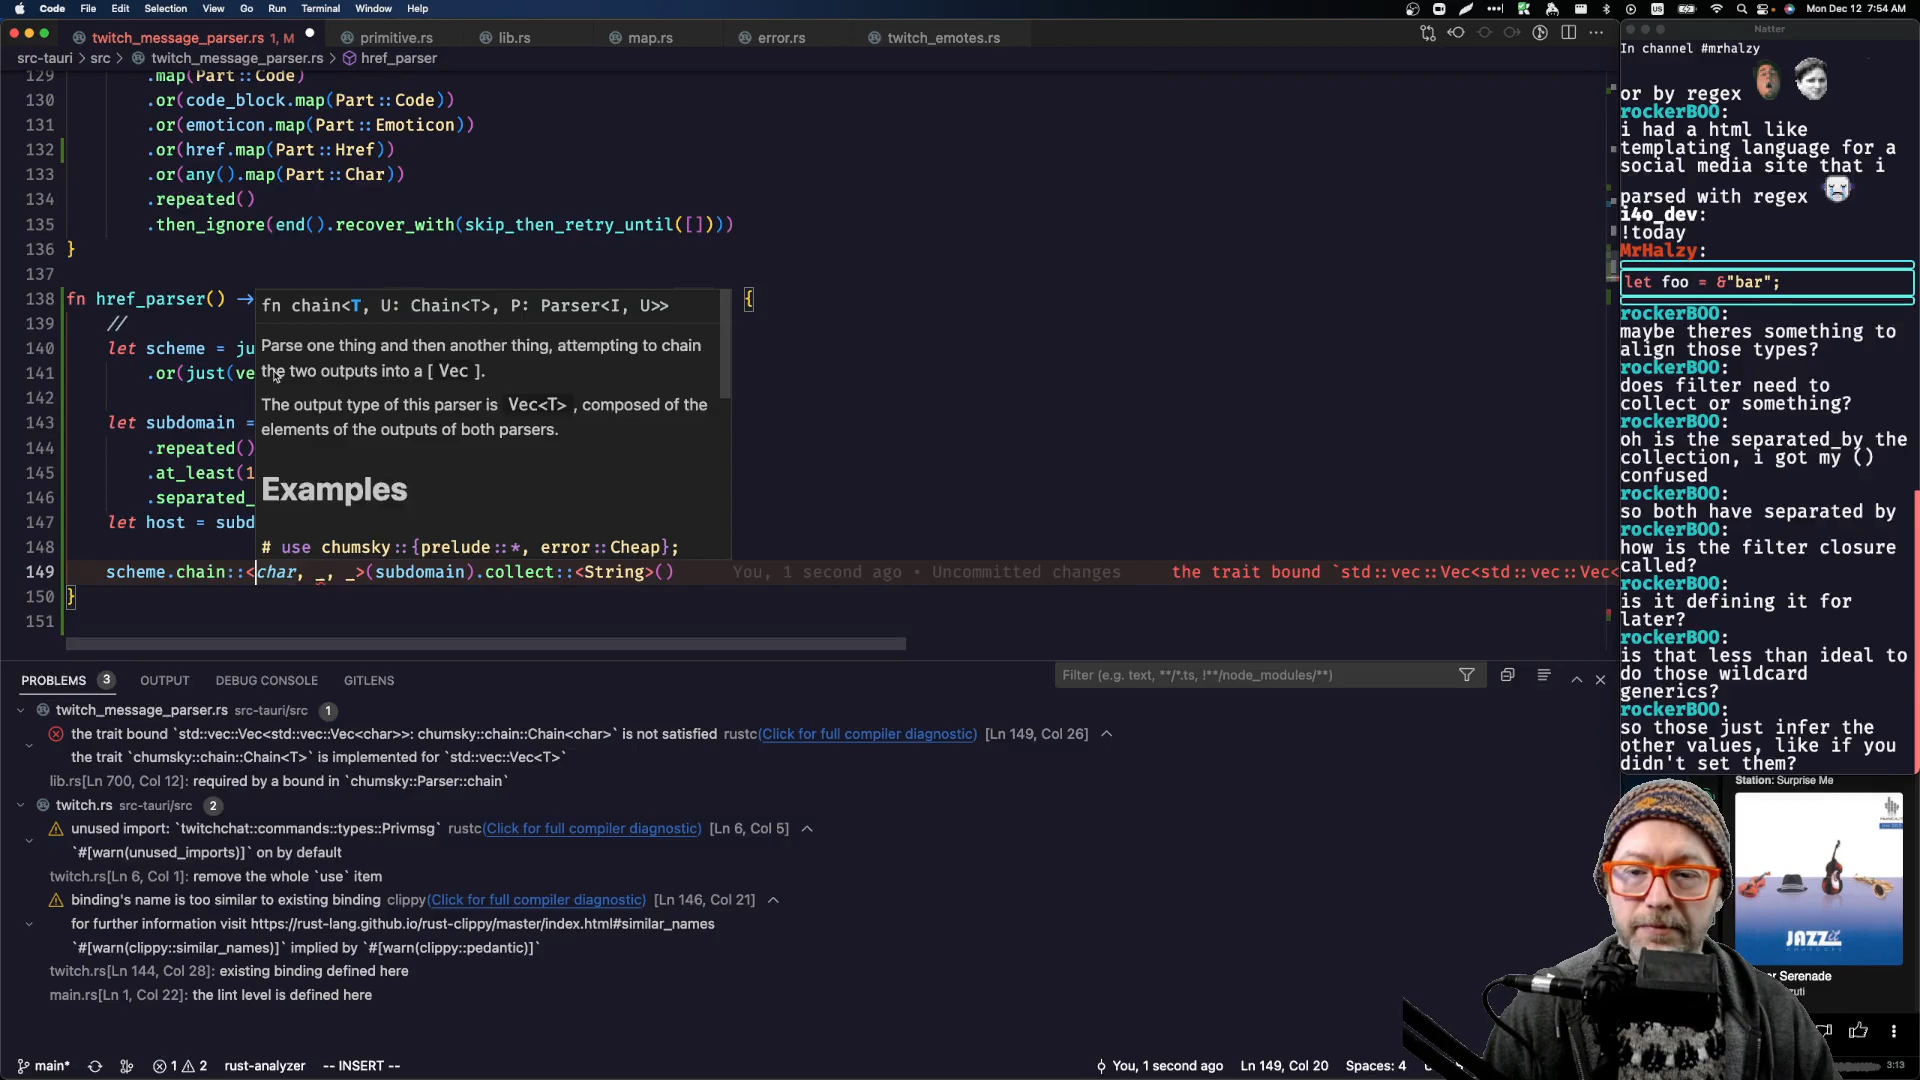 Code File Edit Selection View Go Run Terminal Window Help
US
Mon Dec 12 7:54 AM
twitch_message_parser.rs 1, M
primitive.rs
lib.rs
map.rs
error.rs
twitch_emotes.rs
src-tauri › src › twitch_message_parser.rs › href_parser
129 .map(Part::Code)
130 .or(code_block.map(Part::Code))
131 .or(emoticon.map(Part::Emoticon))
132 .or(href.map(Part::Href))
133 .or(any().map(Part::Char))
134 .repeated()
135 .then_ignore(end().recover_with(skip_then_retry_until([])))
136 }
137
138 fn href_parser() → {
139 //
140 let scheme = ju
141 .or(just(ve
142
143 let subdomain =
144 .repeated()
145 .at_least(1
146 .separated_
147 let host = subd
148
149 scheme.chain::<char, _, _>(subdomain).collect::<String>() You, 1 second ago • Uncommitted changes the trait bound `std::vec::Vec<std::vec::Vec<
150 }
151
fn chain<T, U: Chain<T>, P: Parser<I, U>>
Parse one thing and then another thing, attempting to chain
the two outputs into a [ Vec ].
The output type of this parser is Vec<T> , composed of the
elements of the outputs of both parsers.
Examples
# use chumsky::{prelude::*, error::Cheap};
PROBLEMS 3 OUTPUT DEBUG CONSOLE GITLENS
Filter (e.g. text, **/*.ts, !**/node_modules/**)
twitch_message_parser.rs src-tauri/src 1
the trait bound `std::vec::Vec<std::vec::Vec<char>>: chumsky::chain::Chain<char>` is not satisfied rustc(Click for full compiler diagnostic) [Ln 149, Col 26]
the trait `chumsky::chain::Chain<T>` is implemented for `std::vec::Vec<T>`
lib.rs[Ln 700, Col 12]: required by a bound in `chumsky::Parser::chain`
twitch.rs src-tauri/src 2
unused import: `twitchchat::commands::types::Privmsg` rustc(Click for full compiler diagnostic) [Ln 6, Col 5]
`#[warn(unused_imports)]` on by default
twitch.rs[Ln 6, Col 1]: remove the whole `use` item
binding's name is too similar to existing binding clippy(Click for full compiler diagnostic) [Ln 146, Col 21]
for further information visit https://rust-lang.github.io/rust-clippy/master/index.html#similar_names
`#[warn(clippy::similar_names)]` implied by `#[warn(clippy::pedantic)]`
twitch.rs[Ln 144, Col 28]: existing binding defined here
main.rs[Ln 1, Col 22]: the lint level is defined here
main* 1 2 rust-analyzer -- INSERT --
You, 1 second ago Ln 149, Col 20 Spaces: 4
Natter
In channel #mrhalzy
or by regex
rockerBOO:
i had a html like
templating language for a
social media site that i
parsed with regex
i4o_dev:
!today
MrHalzy:
let foo = &"bar";
rockerBOO:
maybe theres something to
align those types?
rockerBOO:
does filter need to
collect or something?
rockerBOO:
oh is the separated_by the
collection, i got my ()
confused
rockerBOO:
so both have separated by
rockerBOO:
how is the filter closure
called?
rockerBOO:
is it defining it for
later?
rockerBOO:
is that less than ideal to
do those wildcard
generics?
rockerBOO:
so those just infer the
other values, like if you
didn't set them?
Station: Surprise Me
JAZZ
Serenade
3:13